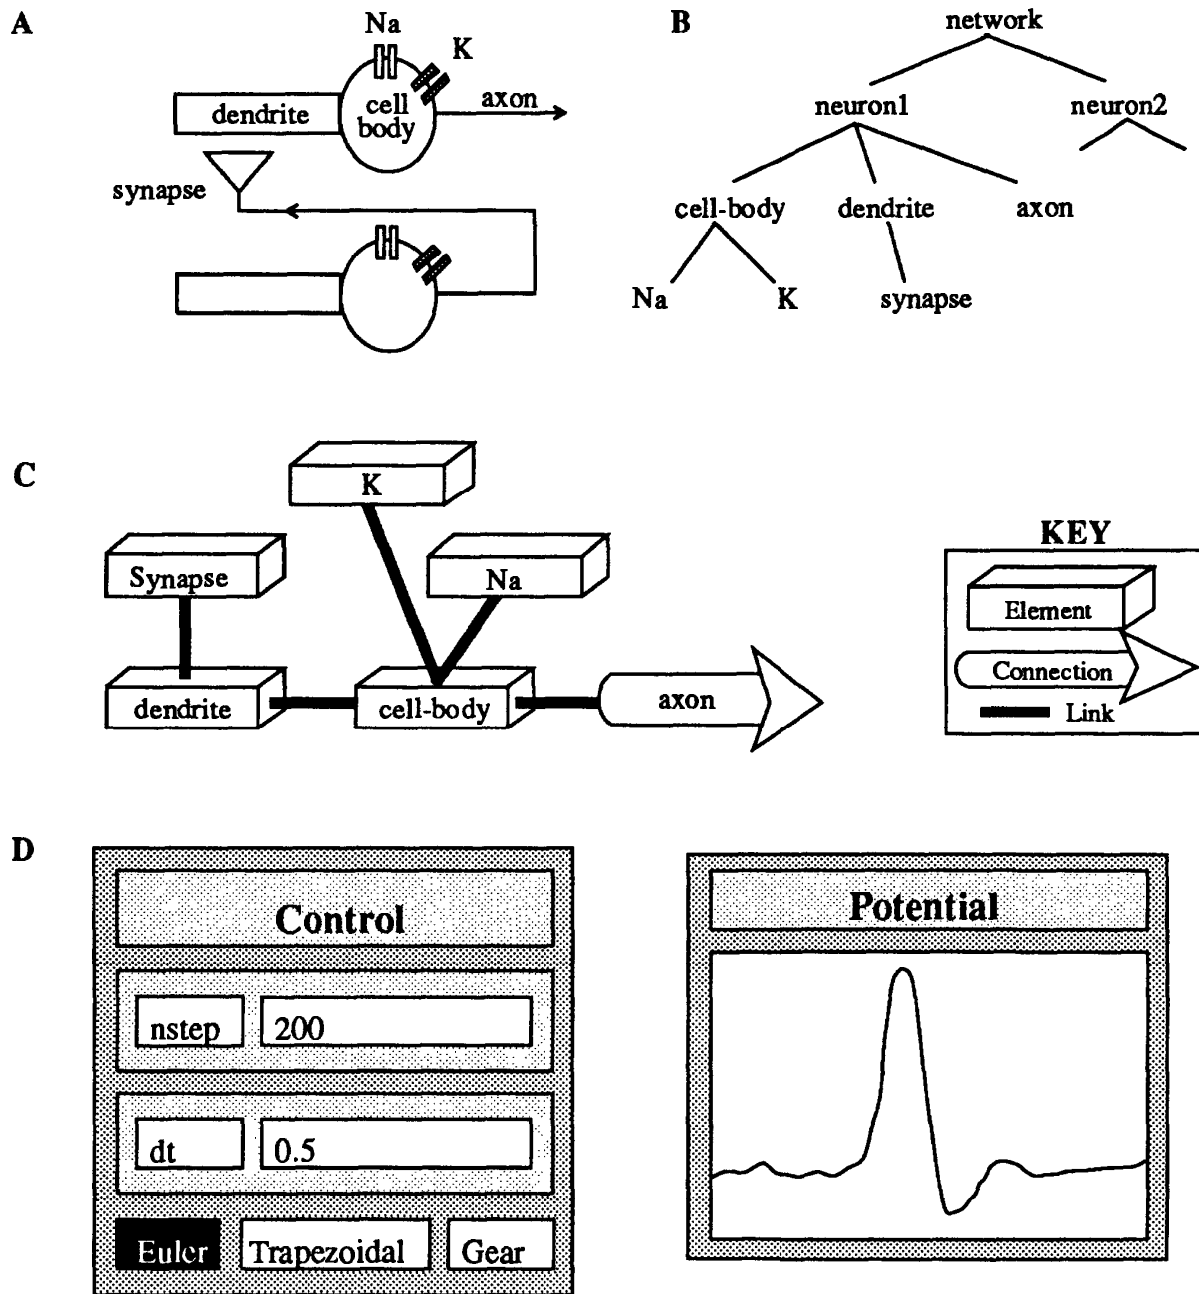 A
Na
K
dendrite
cell
body
axon
synapse
B
network
neuron1
neuron2
cell-body
dendrite
axon
Na
K
synapse
C
K
Synapse
Na
dendrite
cell-body
axon
KEY
Element
Connection
Link
D
Control
nstep
200
dt
0.5
Euler
Trapezoidal
Gear
Potential